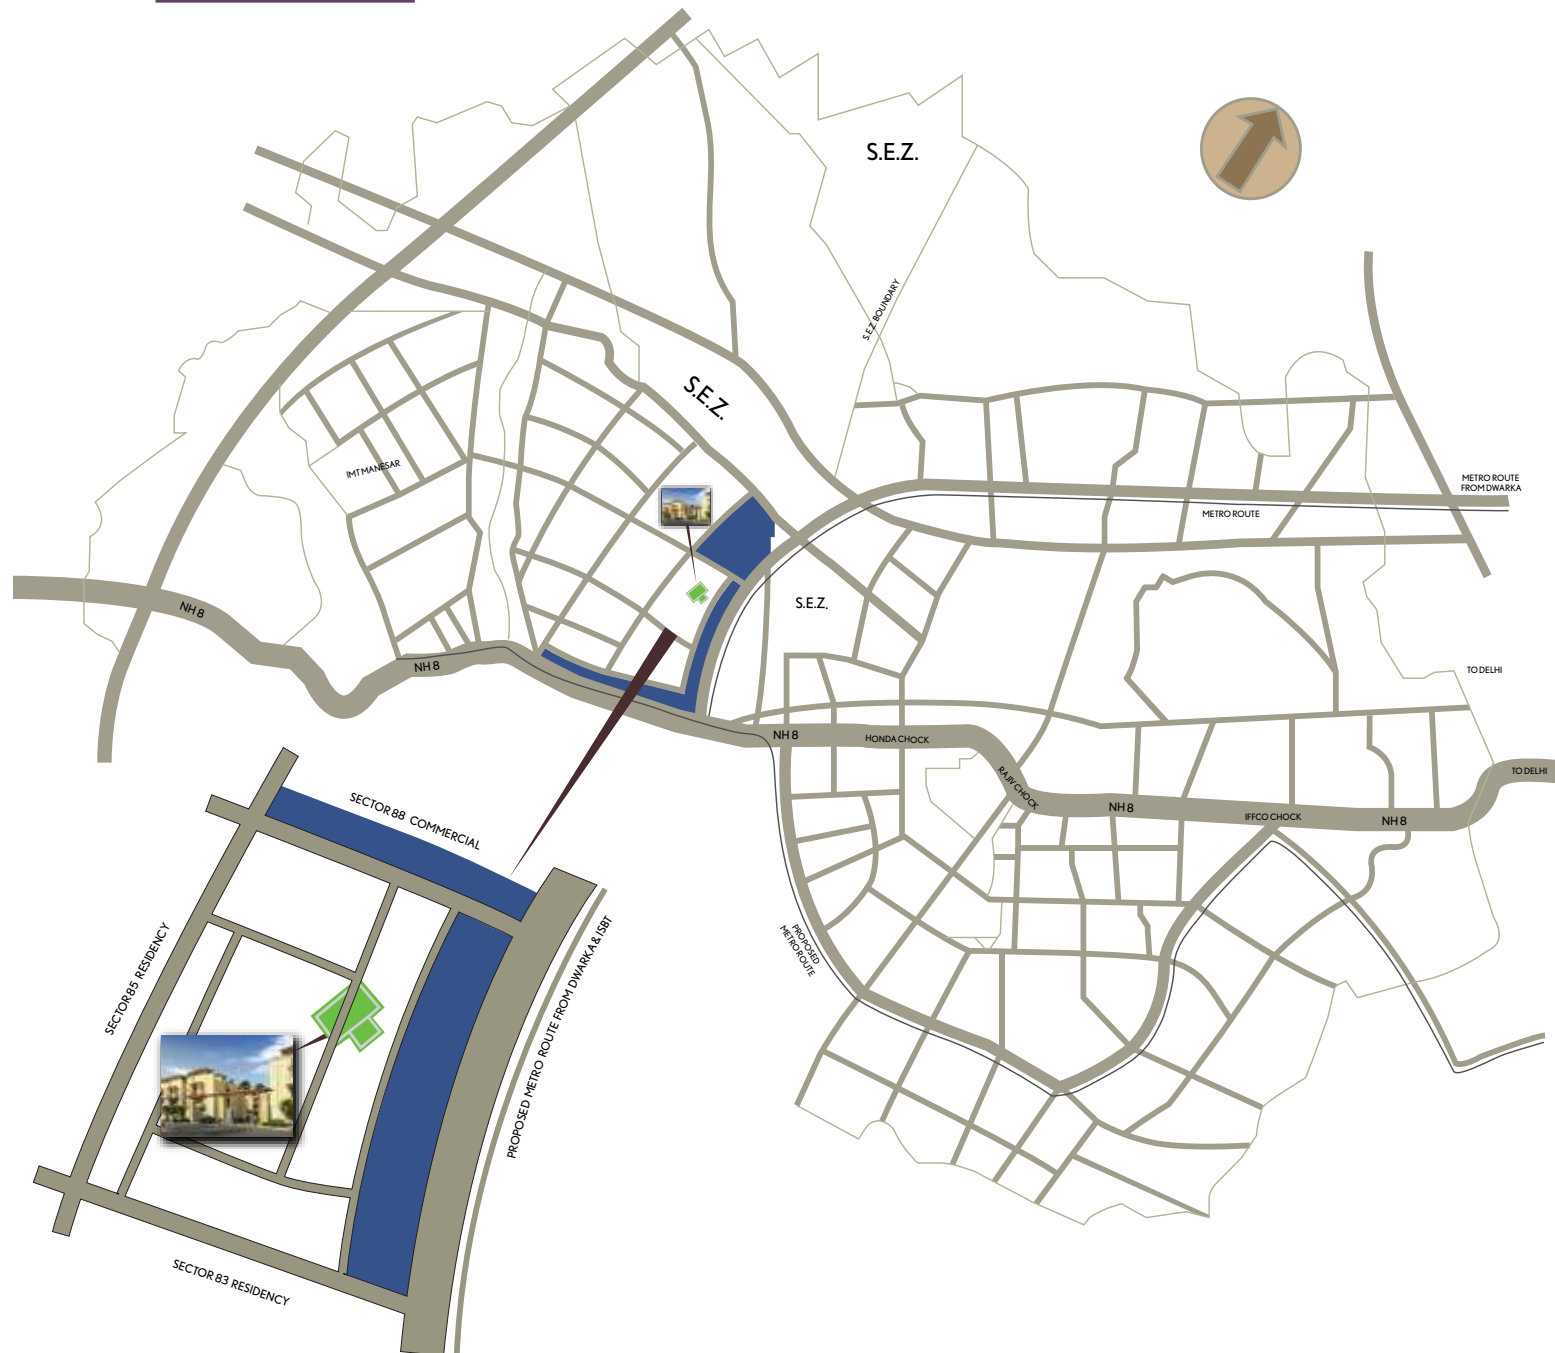 S.E.Z.
S.E.Z. BOUNDARY
S.E.Z.
IMT MANESAR
METRO ROUTE
FROM DWARKA
METRO ROUTE
NH 8
S.E.Z.
NH 8
TO DELHI
NH 8
HONDA CHOCK
RAJIV CHOCK
TO DELHI
NH 8
IFFCO CHOCK
NH 8
SECTOR 88 COMMERCIAL
PROPOSED
METRO ROUTE
SECTOR 85 RESIDENCY
PROPOSED METRO ROUTE FROM DWARKA & ISBT
SECTOR 83 RESIDENCY